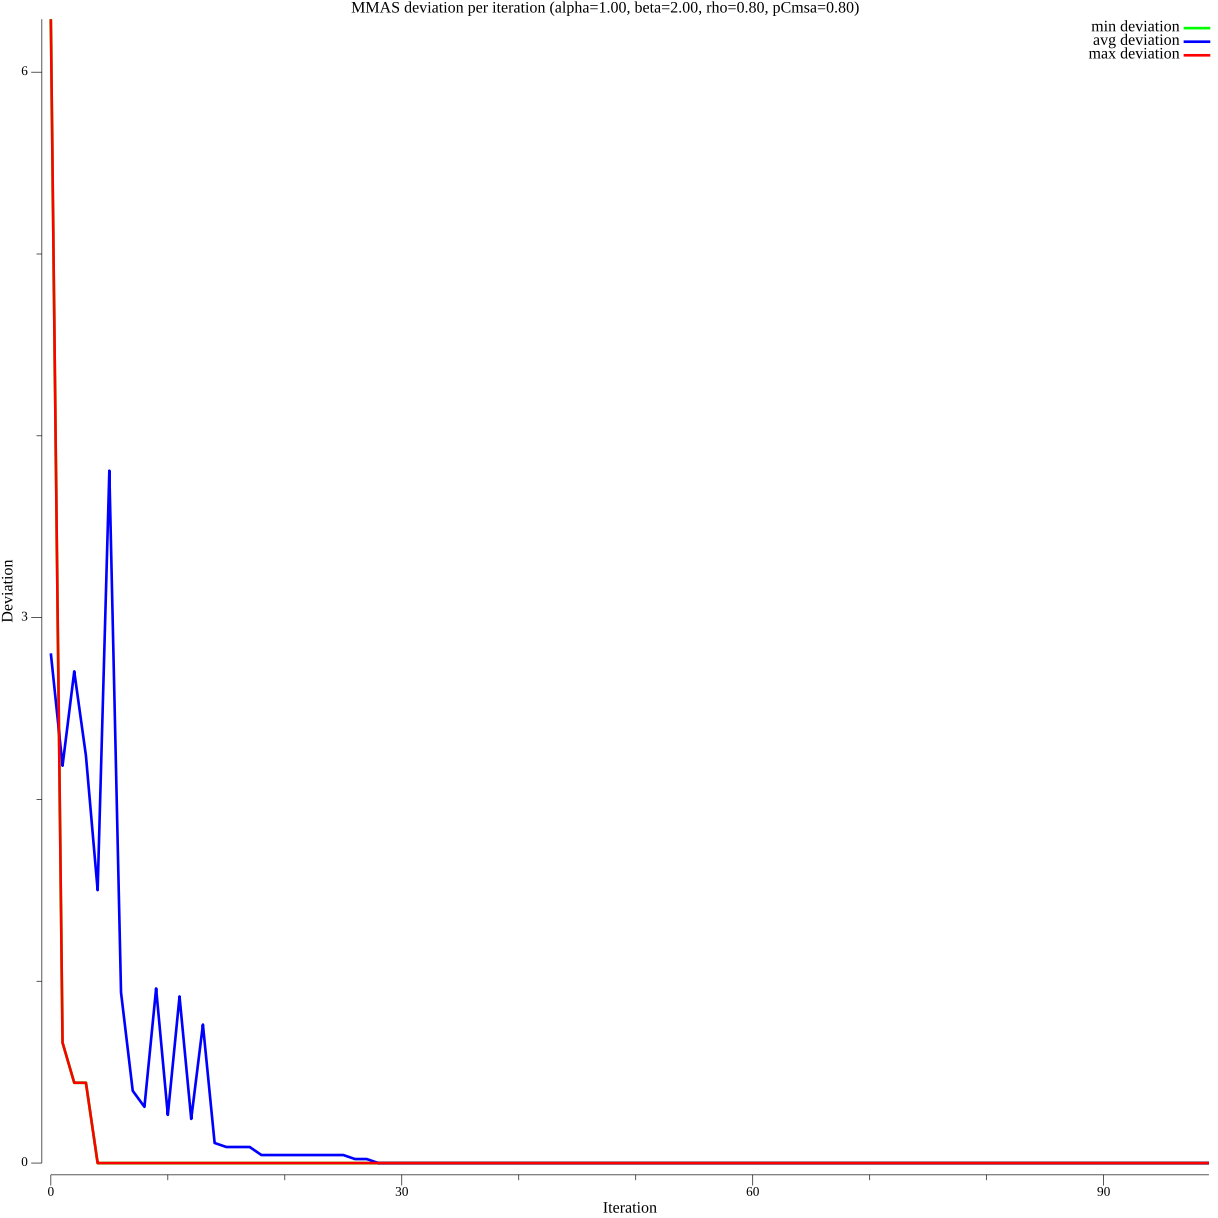 MMAS deviation per iteration (alpha=1.00, beta=2.00, rho=0.80, pCmsa=0.80)
min deviation
avg deviation
max deviation
6
3
0
Deviation
0 30 60 90
Iteration